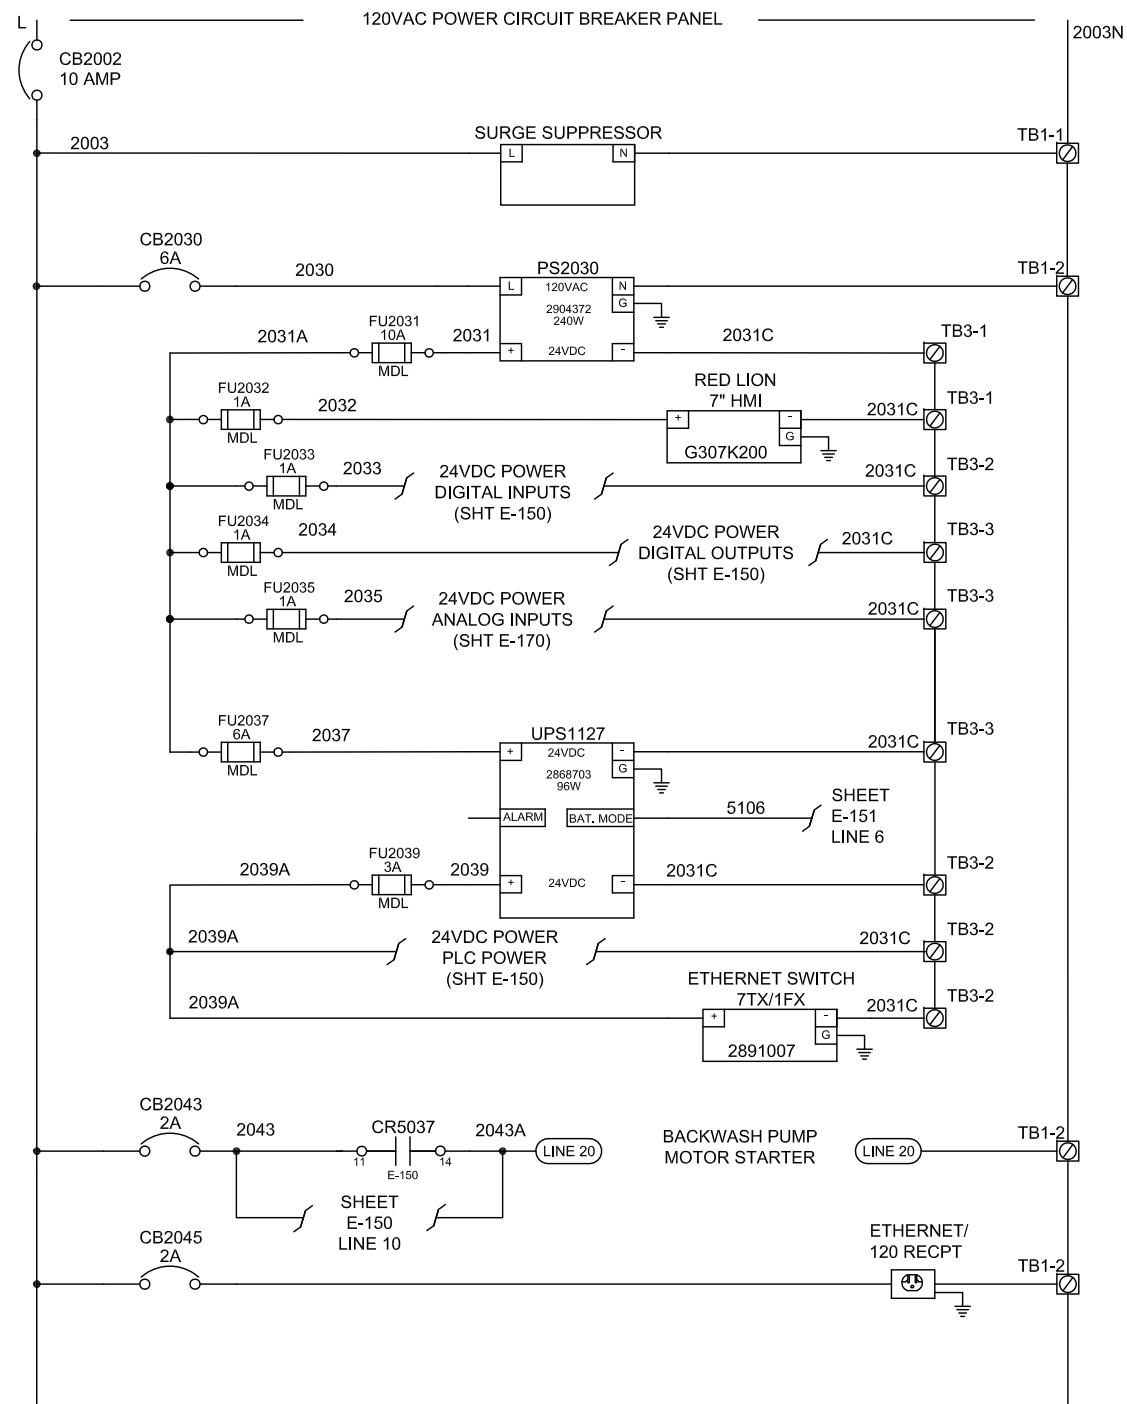 L
120VAC POWER CIRCUIT BREAKER PANEL
2003N
CB2002
10 AMP
SURGE SUPPRESSOR
TB1-1
2003
L
N
CB2030
6A
2030
PS2030
TB1-2
L
120VAC
N
G
2904372
240W
2031A
FU2031
10A
MDL
2031
+
24VDC
-
2031C
TB3-1
FU2032
1A
MDL
2032
RED LION
7" HMI
+
-
G
G307K200
2031C
TB3-1
FU2033
1A
MDL
2033
24VDC POWER
DIGITAL INPUTS
(SHT E-150)
2031C
TB3-2
FU2034
1A
MDL
2034
24VDC POWER
DIGITAL OUTPUTS
(SHT E-150)
2031C
TB3-3
FU2035
1A
MDL
2035
24VDC POWER
ANALOG INPUTS
(SHT E-170)
2031C
TB3-3
FU2037
6A
MDL
2037
UPS1127
+
24VDC
-
G
2868703
96W
2031C
TB3-3
ALARM
BAT. MODE
5106
SHEET
E-151
LINE 6
2039A
FU2039
3A
MDL
2039
+
24VDC
-
2031C
TB3-2
2039A
24VDC POWER
PLC POWER
(SHT E-150)
2031C
TB3-2
2039A
ETHERNET SWITCH
7TX/1FX
+
-
G
2891007
2031C
TB3-2
CB2043
2A
2043
CR5037
11
14
E-150
2043A
LINE 20
BACKWASH PUMP
MOTOR STARTER
LINE 20
TB1-2
SHEET
E-150
LINE 10
CB2045
2A
ETHERNET/
120 RECPT
TB1-2